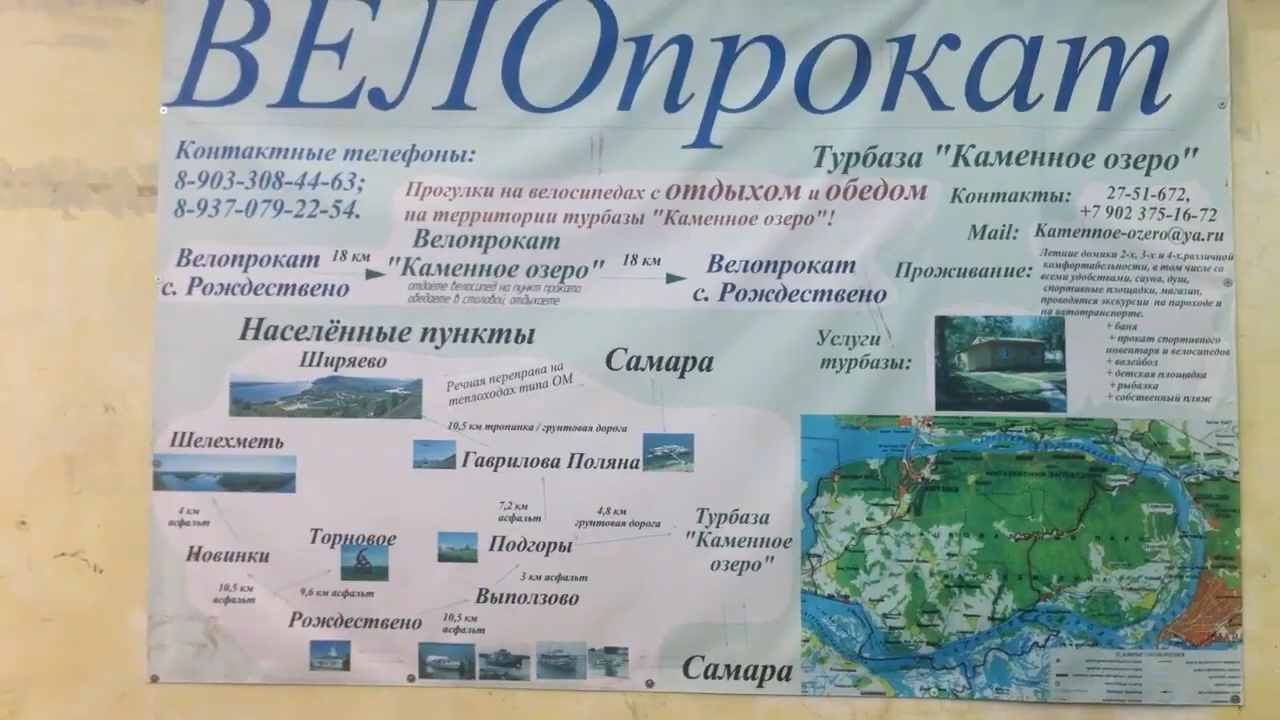 ВЕЛОпрокат
Контактные телефоны:
8-903-308-44-63;
8-937-079-22-54.
Турбаза "Каменное озеро"
Прогулки на велосипедах с отдыхом и обедом
на территории турбазы "Каменное озеро"!
Контакты: 27-51-672,
+7 902 375-16-72
Mail: Kamennoe-ozero@ya.ru
Велопрокат
с. Рождествено
18 км
Велопрокат
"Каменное озеро"
отдаёте велосипед на пункт проката
обедаете в столовой, отдыхаете
18 км
Велопрокат
с. Рождествено
Проживание:
Летние домики 2-х, 3-х и 4-х.различной
комфортабельности, в том числе со
всеми удобствами, сауна, душ,
спортивные площадки, магазин,
проводятся экскурсии на пароходе и
на автотранспорте.
Услуги
турбазы:
+ баня
+ прокат спортивного
инвентаря и велосипедов
+ волейбол
+ детская площадка
+ рыбалка
+ собственный пляж
Населённые пункты
Ширяево
Речная переправа на
теплоходах типа ОМ
Самара
10,5 км тропинка / грунтовая дорога
Шелехметь
Гаврилова Поляна
4 км
асфальт
7,2 км
асфальт
4,8 км
грунтовая дорога
Турбаза
"Каменное
озеро"
Новинки
Торновое
Подгоры
10,5 км
асфальт
9,6 км асфальт
3 км асфальт
Выползово
Рождествено
10,5 км
асфальт
Самара